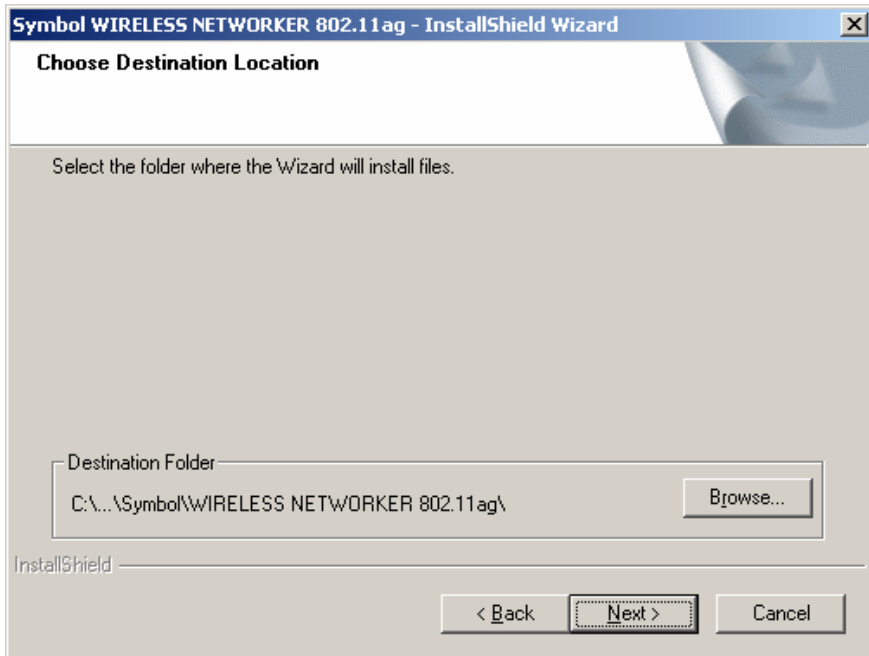 Symbol WIRELESS NETWORKER 802.11ag - InstallShield Wizard
Choose Destination Location
Select the folder where the Wizard will install files.
Destination Folder
C:\...\Symbol\WIRELESS NETWORKER 802.11ag\
Browse...
InstallShield
< Back
Next >
Cancel